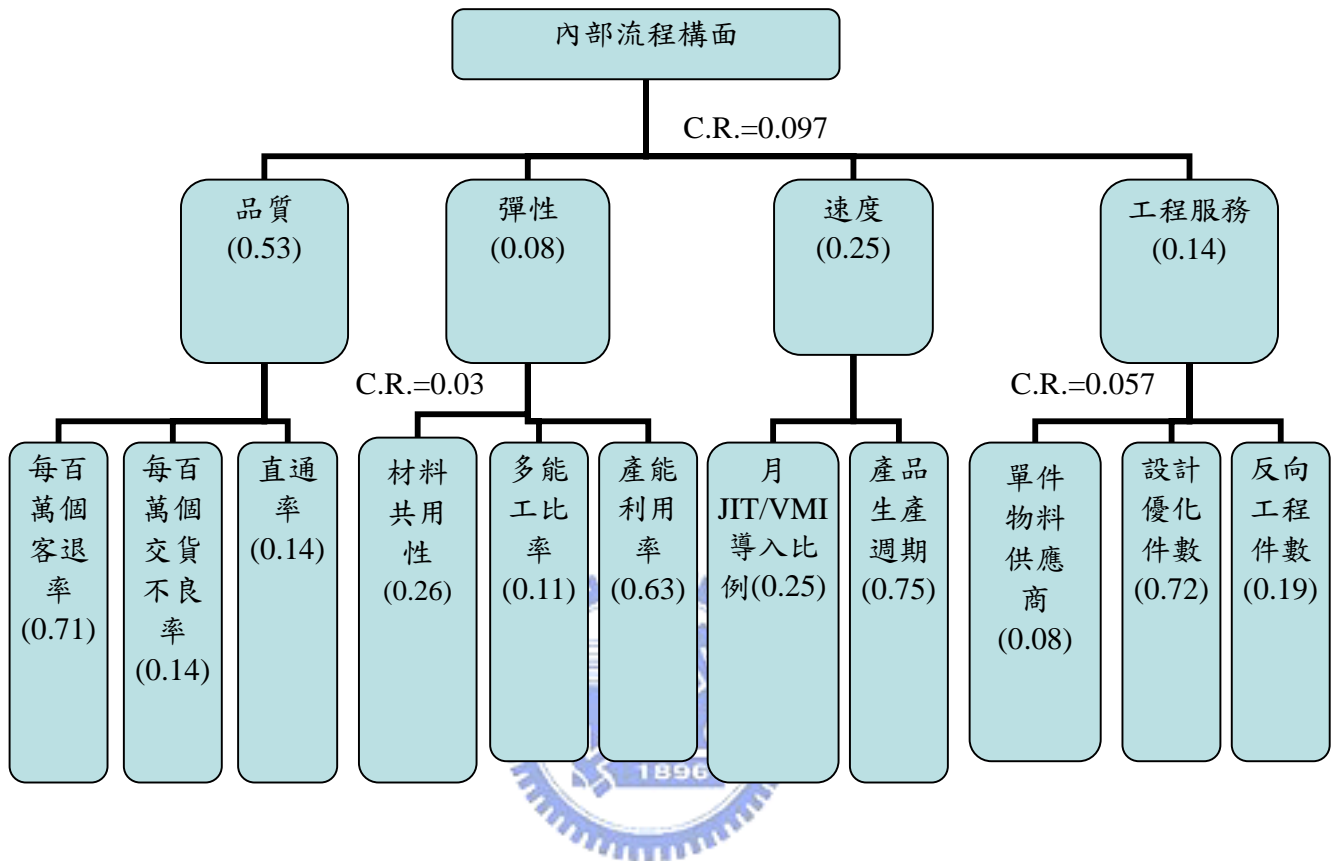 內部流程構面
C.R.=0.097
品質
(0.53)
彈性
(0.08)
速度
(0.25)
工程服務
(0.14)
C.R.=0.03
C.R.=0.057
每百
萬個
客退
率
(0.71)
每百
萬個
交貨
不良
率
(0.14)
直通
率
(0.14)
材料
共用
性
(0.26)
多能
工比
率
(0.11)
產能
利用
率
(0.63)
月
JIT/VMI
導入比
例(0.25)
產品
生產
週期
(0.75)
單件
物料
供應
商
(0.08)
設計
優化
件數
(0.72)
反向
工程
件數
(0.19)
1896